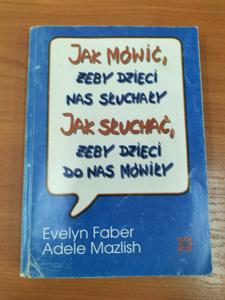 JAK MÓWIĆ,
ŻEBY DZIECI
NAS SŁUCHAŁY
JAK SŁUCHAĆ,
ŻEBY DZIECI
DO NAS MÓWIŁY
Evelyn Faber
Adele Mazlish